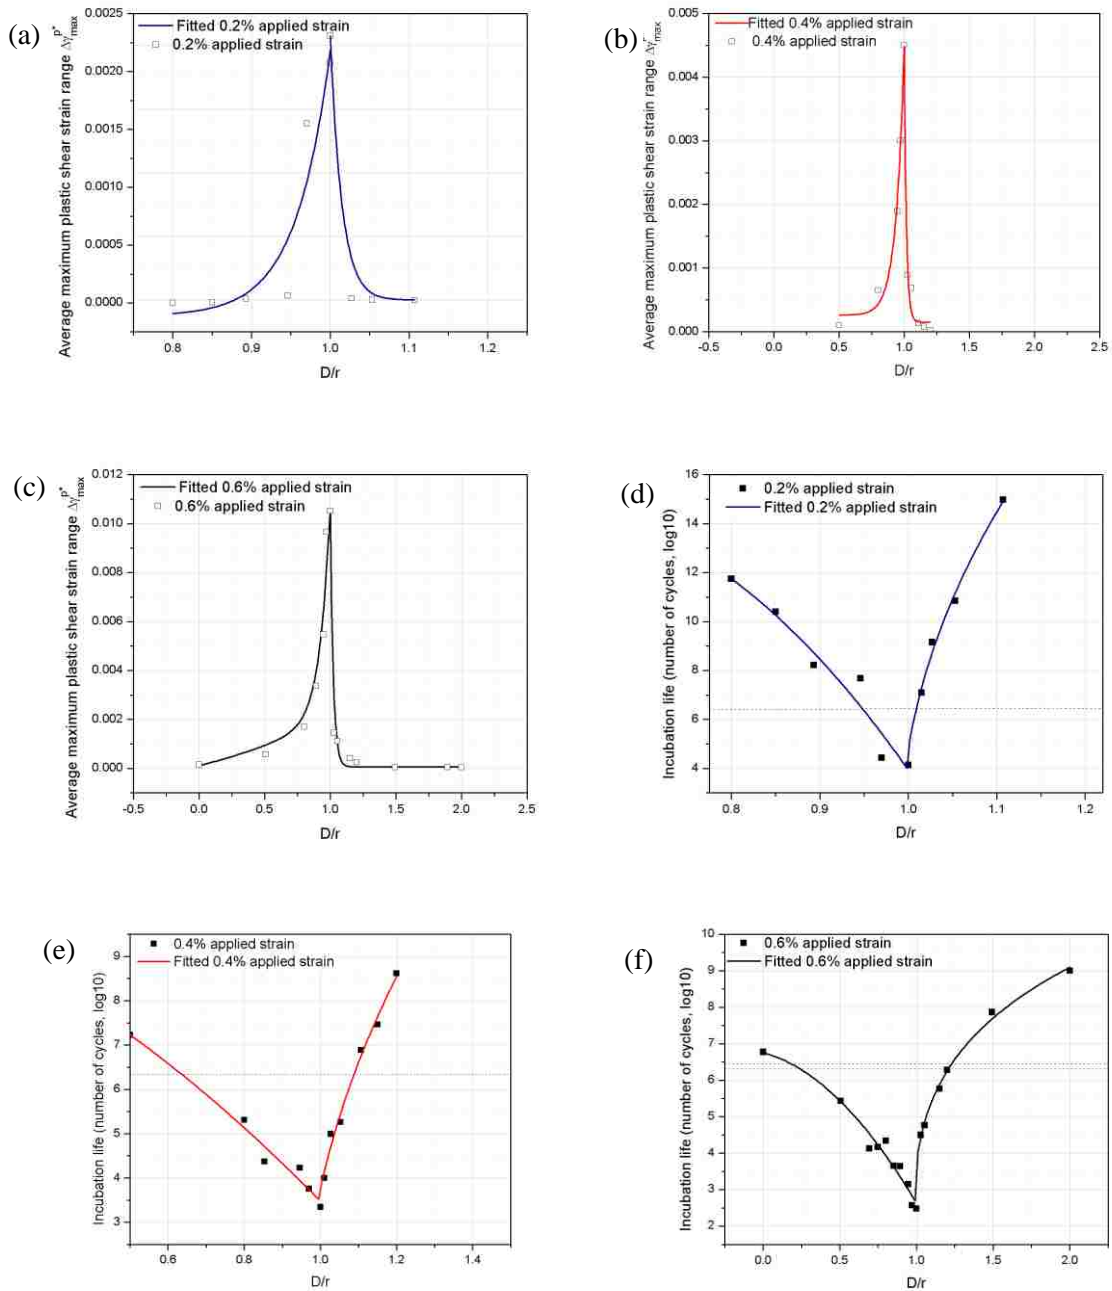 (a)
Fitted 0.2% applied strain
0.2% applied strain
Average maximum plastic shear strain range Δγ
p*
max
0.0025
0.0020
0.0015
0.0010
0.0005
0.0000
0.8 0.9 1.0 1.1 1.2
D/r
(b)
Fitted 0.4% applied strain
0.4% applied strain
Average maximum plastic shear strain range Δγ
max
0.005
0.004
0.003
0.002
0.001
0.000
-0.5 0.0 0.5 1.0 1.5 2.0 2.5
D/r
(c)
Fitted 0.6% applied strain
0.6% applied strain
Average maximum plastic shear strain range Δγ
p*
max
0.012
0.010
0.008
0.006
0.004
0.002
0.000
-0.5 0.0 0.5 1.0 1.5 2.0 2.5
D/r
(d)
0.2% applied strain
Fitted 0.2% applied strain
Incubation life (number of cycles, log10)
16
14
12
10
8
6
4
0.8 0.9 1.0 1.1 1.2
D/r
(e)
0.4% applied strain
Fitted 0.4% applied strain
Incubation life (number of cycles, log10)
9
8
7
6
5
4
3
0.6 0.8 1.0 1.2 1.4
D/r
(f)
0.6% applied strain
Fitted 0.6% applied strain
Incubation life (number of cycles, log10)
10
9
8
7
6
5
4
3
2
0.0 0.5 1.0 1.5 2.0
D/r